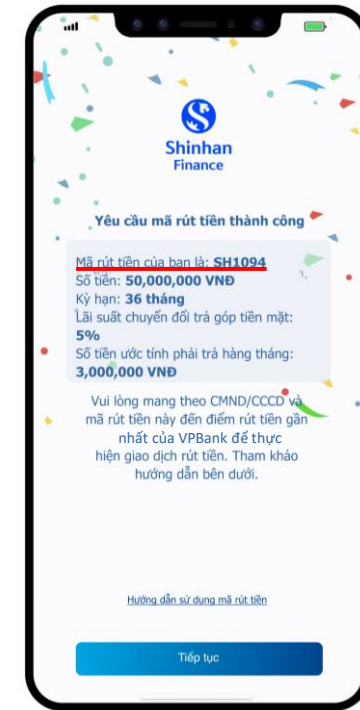 Shinhan
Finance
Yêu cầu mã rút tiền thành công
Mã rút tiền của bạn là: SH1094
Số tiền: 50,000,000 VNĐ
Kỳ hạn: 36 tháng
Lãi suất chuyển đổi trả góp tiền mặt:
5%
Số tiền ước tính phải trả hàng tháng:
3,000,000 VNĐ
Vui lòng mang theo CMND/CCCD và
mã rút tiền này đến điểm rút tiền gần
nhất của VPBank để thực
hiện giao dịch rút tiền. Tham khảo
hướng dẫn bên dưới.
Hướng dẫn sử dụng mã rút tiền
Tiếp tục